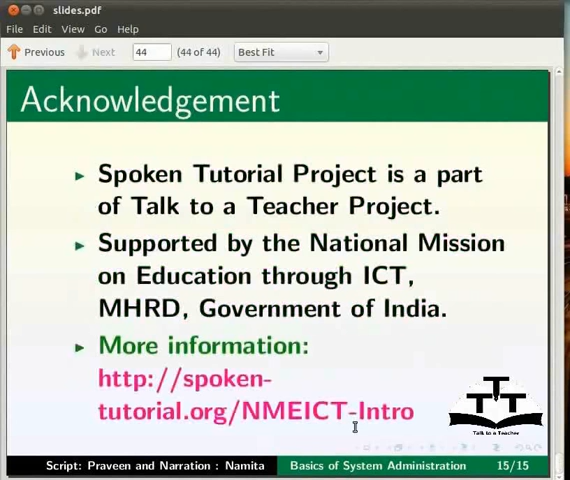 slides.pdf
File Edit View Go Help
Previous Next 44 (44 of 44) Best Fit
Acknowledgement
Spoken Tutorial Project is a part
of Talk to a Teacher Project.
Supported by the National Mission
on Education through ICT,
MHRD, Government of India.
More information:
http://spoken-
tutorial.org/NMEICT-Intro
TTT
Talk to a Teacher
Script: Praveen and Narration : Namita Basics of System Administration 15/15